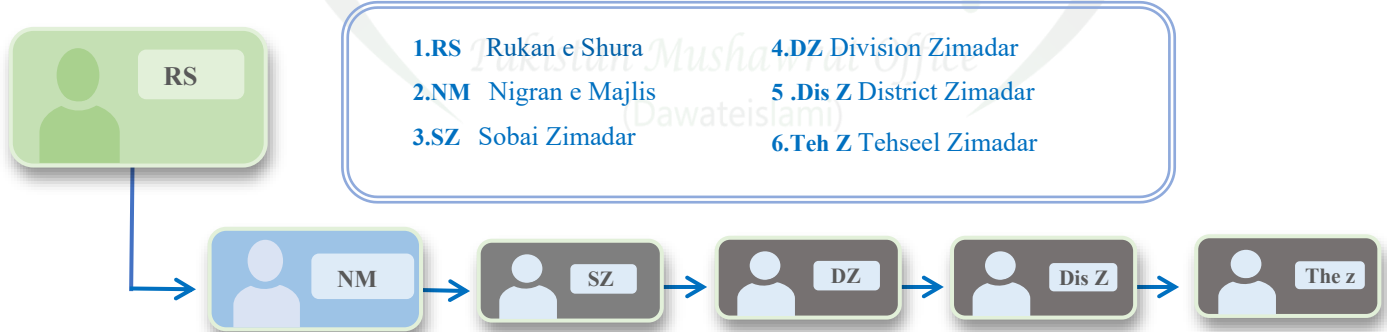 RS
1.RS Rukan e Shura
2.NM Nigran e Majlis
3.SZ Sobai Zimadar
4.DZ Division Zimadar
5 .Dis Z District Zimadar
6.Teh Z Tehseel Zimadar
Pakistan Mushawrat Office
(Dawateislami)
NM
SZ
DZ
Dis Z
The z